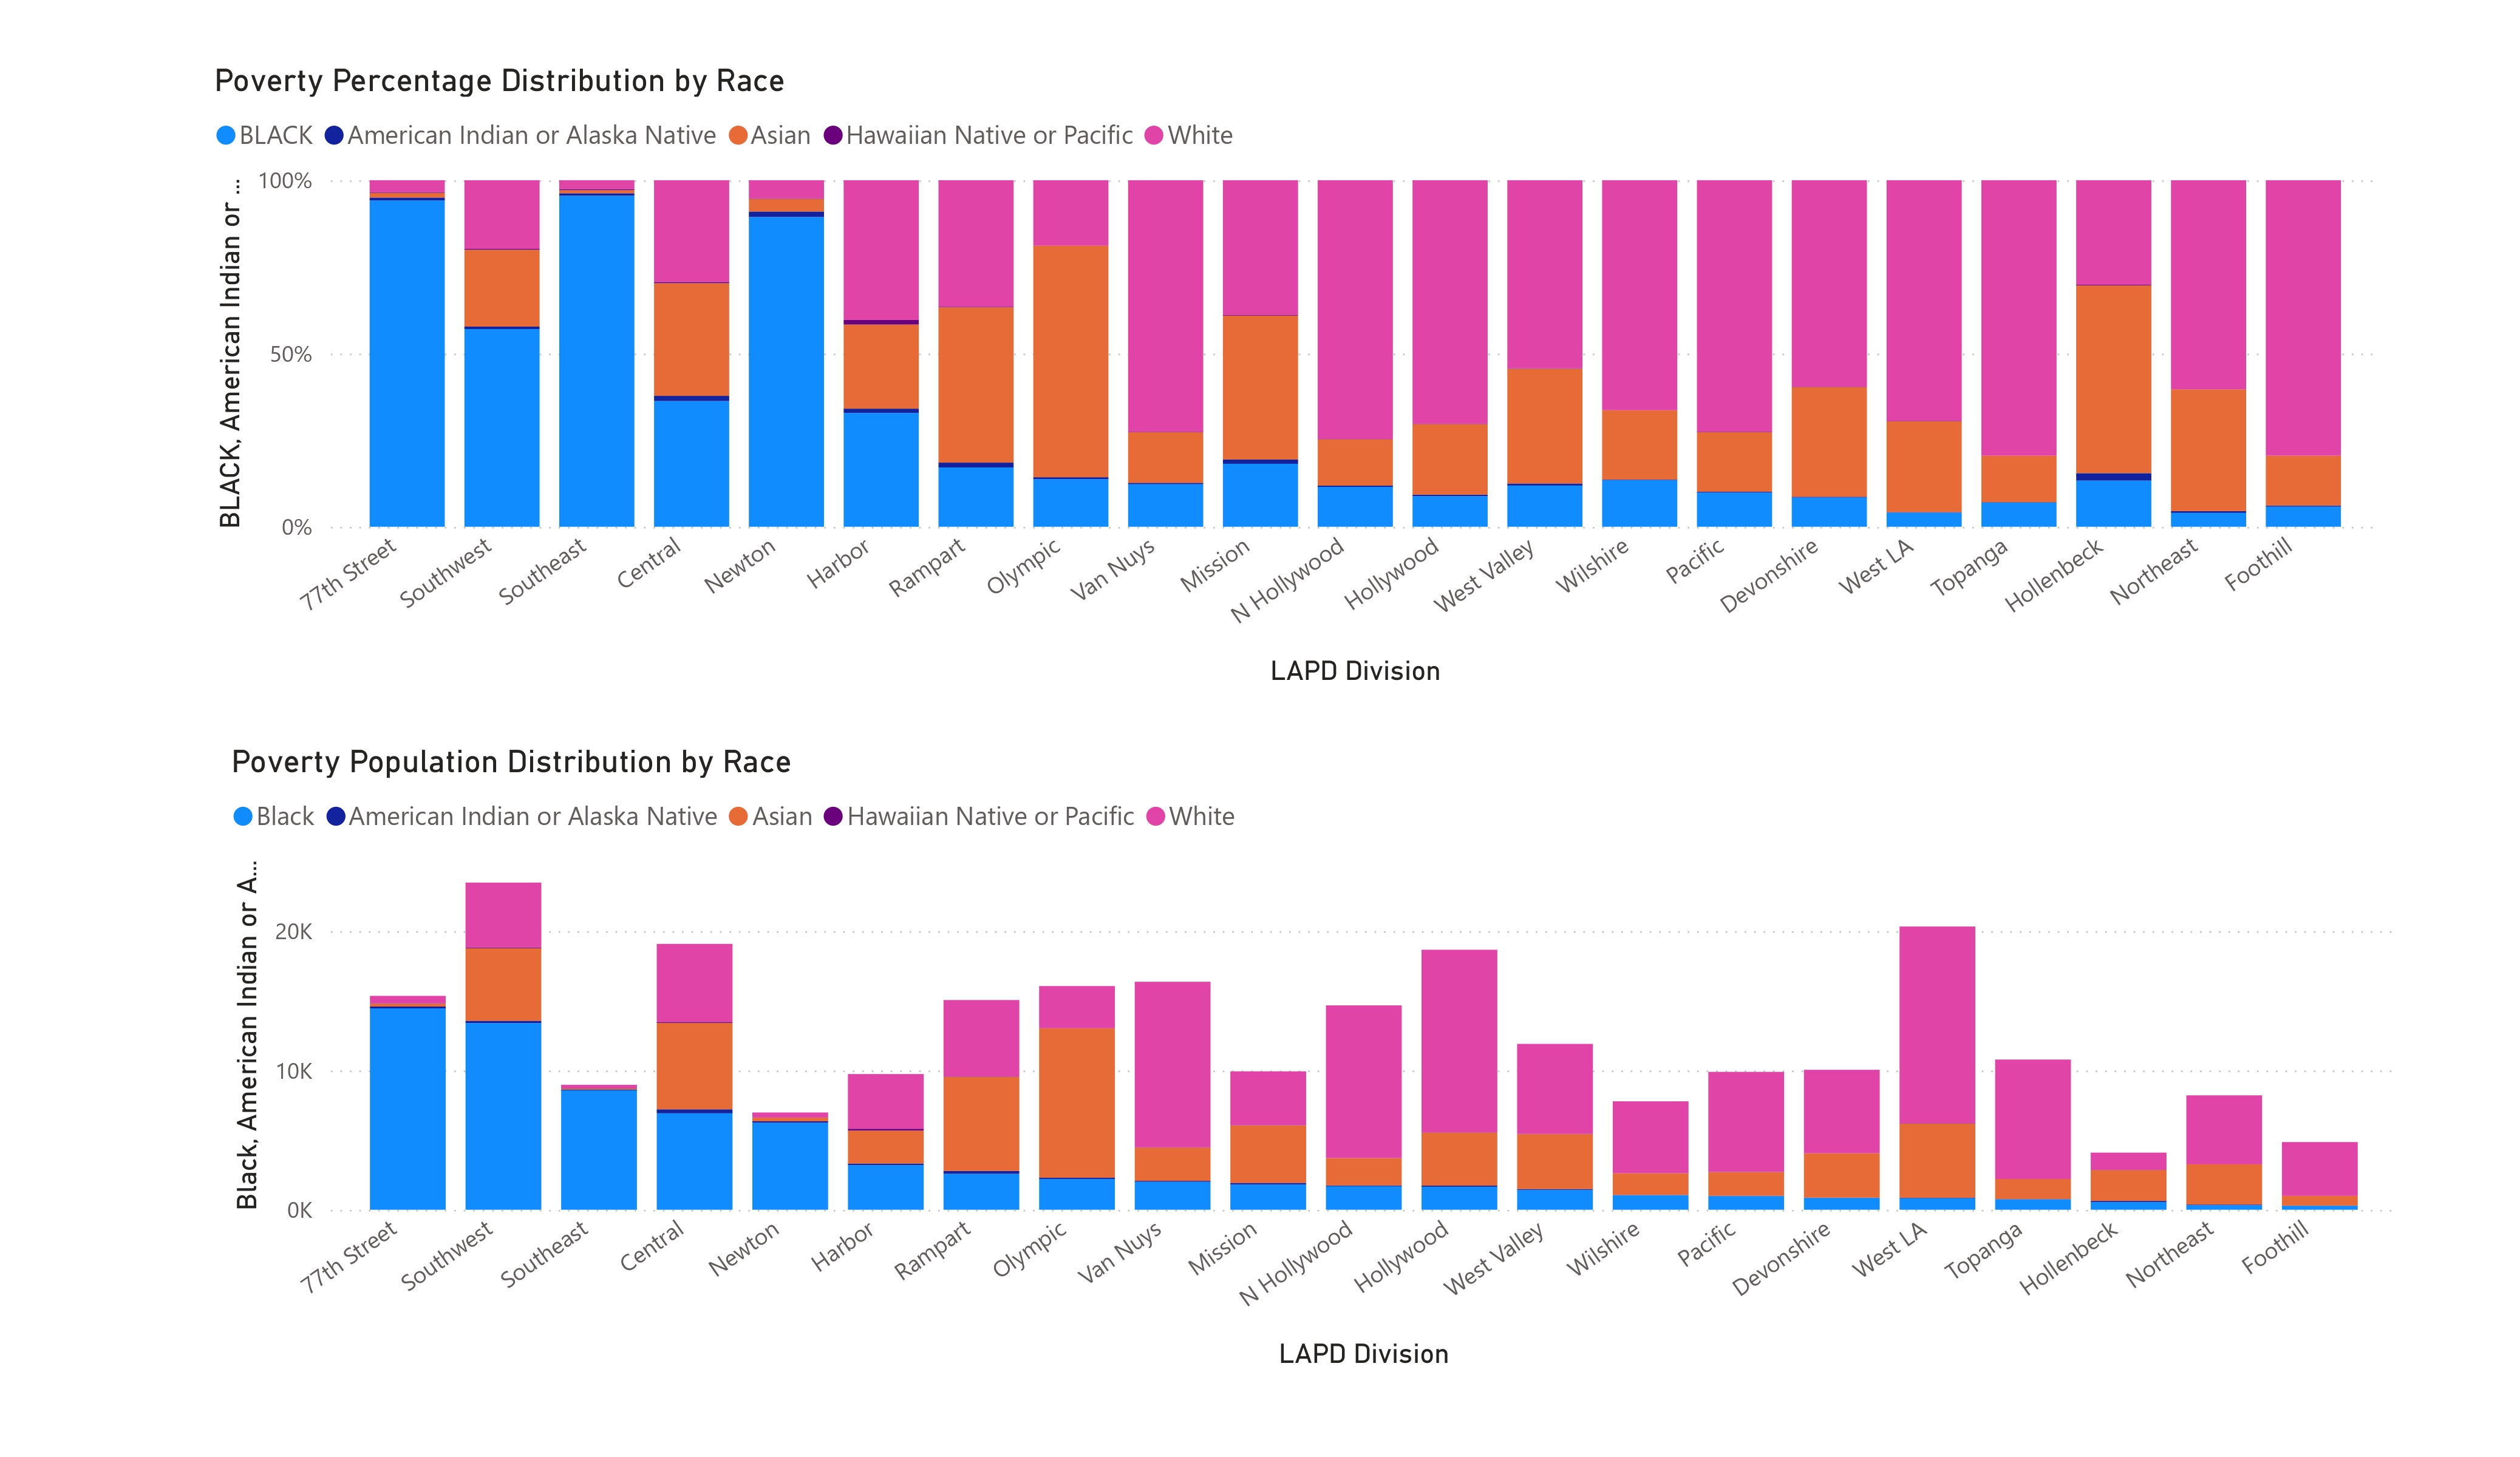 Poverty Percentage Distribution by Race
BLACK American Indian or Alaska Native Asian Hawaiian Native or Pacific White
BLACK, American Indian or ...
100%
50%
0%
77th Street Southwest Southeast Central Newton Harbor Rampart Olympic Van Nuys Mission N Hollywood Hollywood West Valley Wilshire Pacific Devonshire West LA Topanga Hollenbeck Northeast Foothill
LAPD Division
Poverty Population Distribution by Race
Black American Indian or Alaska Native Asian Hawaiian Native or Pacific White
Black, American Indian or A...
20K
10K
0K
77th Street Southwest Southeast Central Newton Harbor Rampart Olympic Van Nuys Mission N Hollywood Hollywood West Valley Wilshire Pacific Devonshire West LA Topanga Hollenbeck Northeast Foothill
LAPD Division